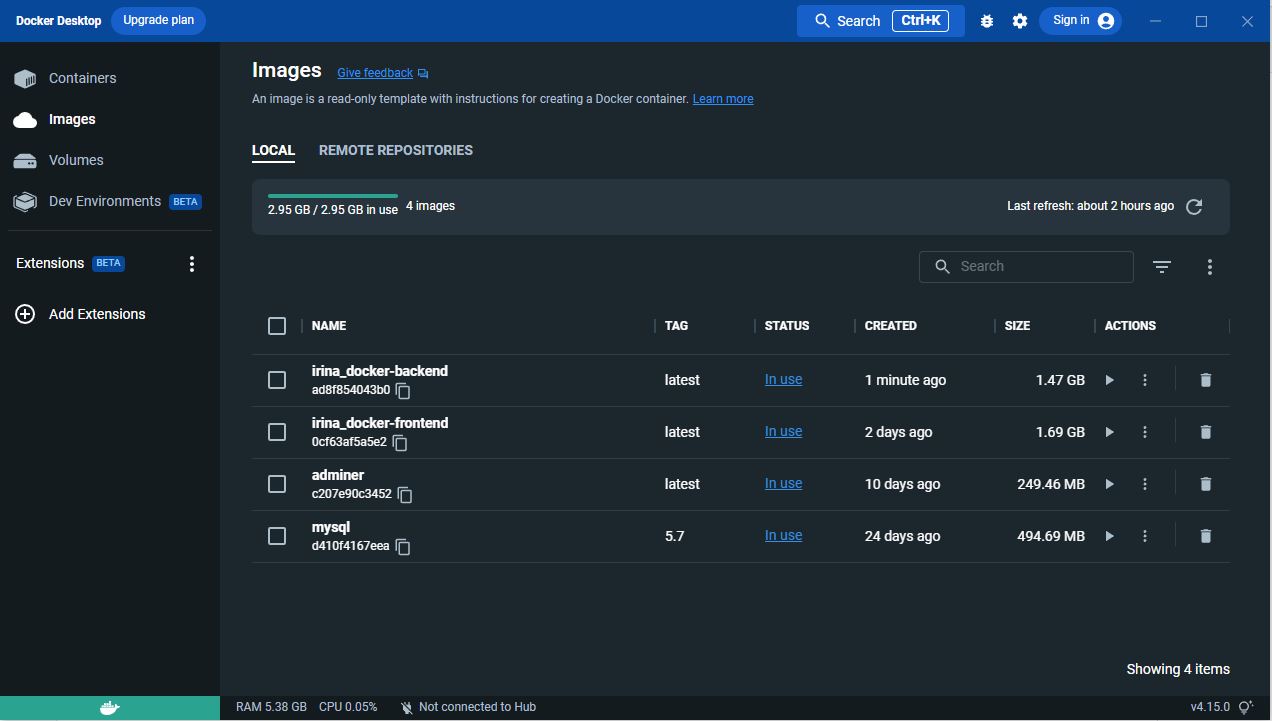 Docker Desktop Upgrade plan Search Ctrl+K Sign in
Containers
Images
Volumes
Dev Environments BETA
Extensions BETA
Add Extensions
Images Give feedback
An image is a read-only template with instructions for creating a Docker container. Learn more
LOCAL REMOTE REPOSITORIES
2.95 GB / 2.95 GB in use 4 images Last refresh: about 2 hours ago
Search
NAME TAG STATUS CREATED SIZE ACTIONS
irina_docker-backend
ad8f854043b0 latest In use 1 minute ago 1.47 GB
irina_docker-frontend
0cf63af5a5e2 latest In use 2 days ago 1.69 GB
adminer
c207e90c3452 latest In use 10 days ago 249.46 MB
mysql
d410f4167eea 5.7 In use 24 days ago 494.69 MB
Showing 4 items
RAM 5.38 GB CPU 0.05% Not connected to Hub v4.15.0